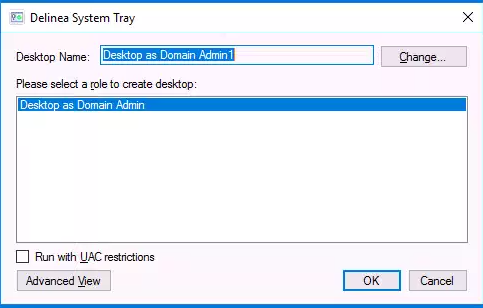 Delinea System Tray
Desktop Name: Desktop as Domain Admin1 Change...
Please select a role to create desktop:
Desktop as Domain Admin
Run with UAC restrictions
Advanced View OK Cancel